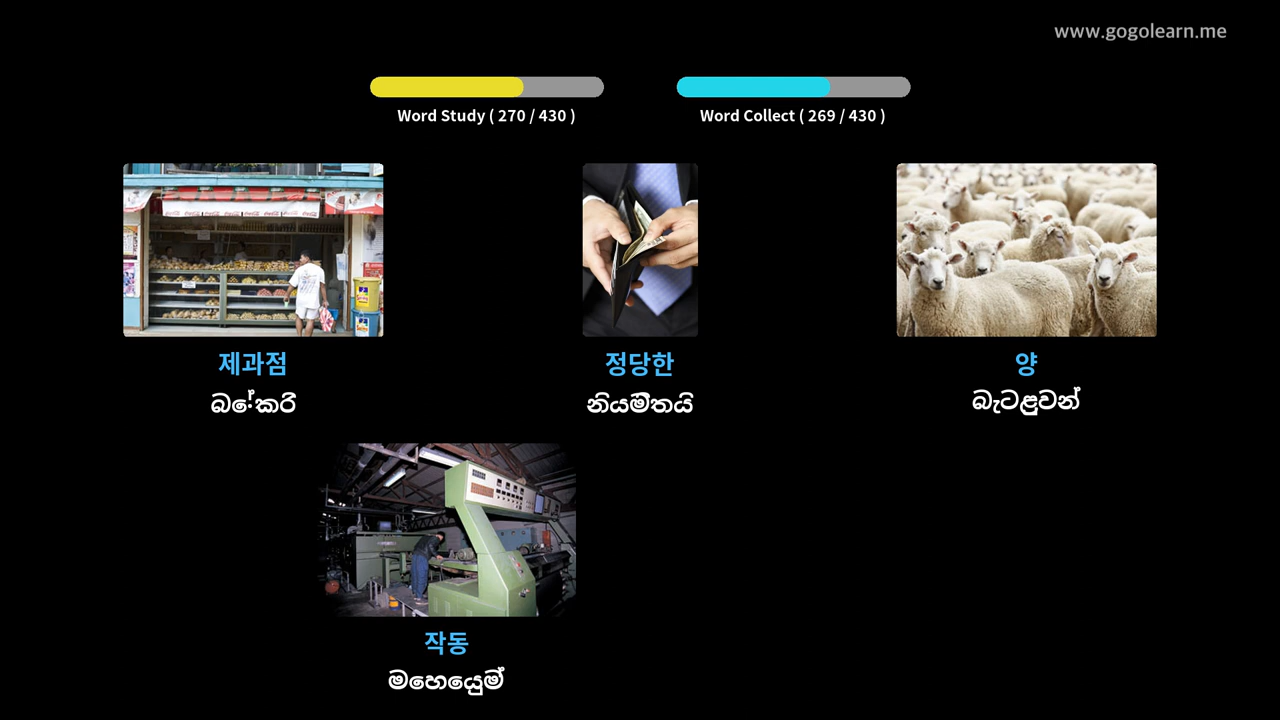 www.gogolearn.me
Word Study ( 270 / 430 )
Word Collect ( 269 / 430 )
제과점
정당한
양
බේකරි
නියමිතයි
බැටළුවන්
작동
මෙහෙයුම්